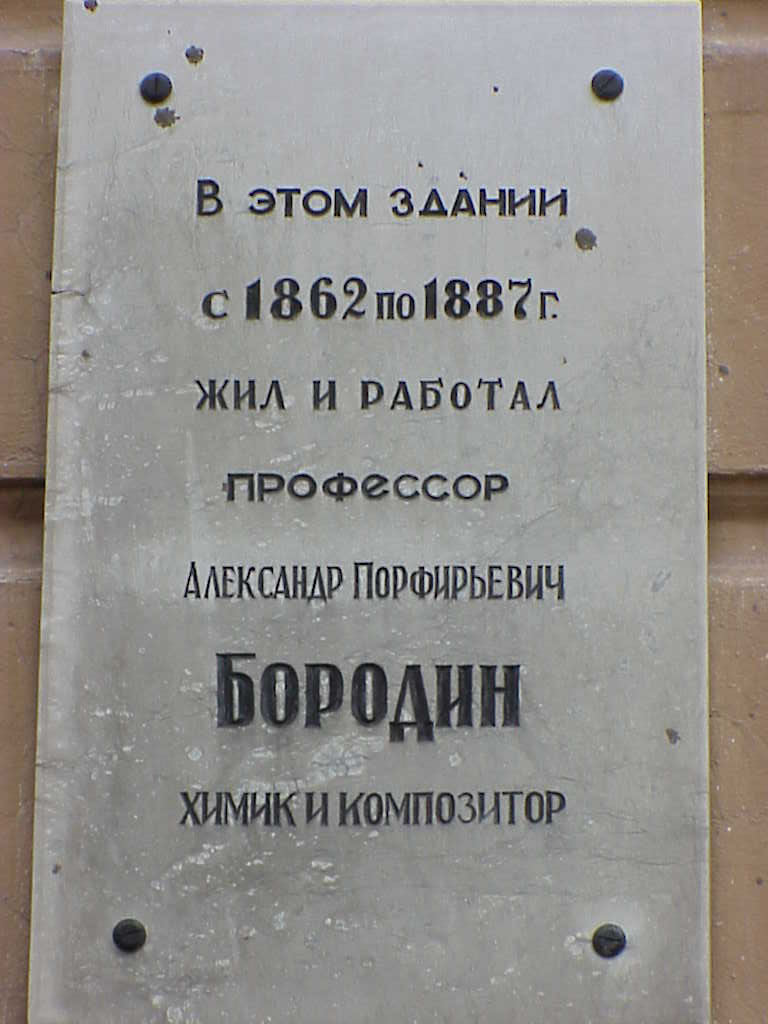 В ЭТОМ ЗДАНИИ
С 1862 ПО 1887 Г.
ЖИЛ И РАБОТАЛ
ПРОФЕССОР
АЛЕКСАНДР ПОРФИРЬЕВИЧ
БОРОДИН
ХИМИК И КОМПОЗИТОР